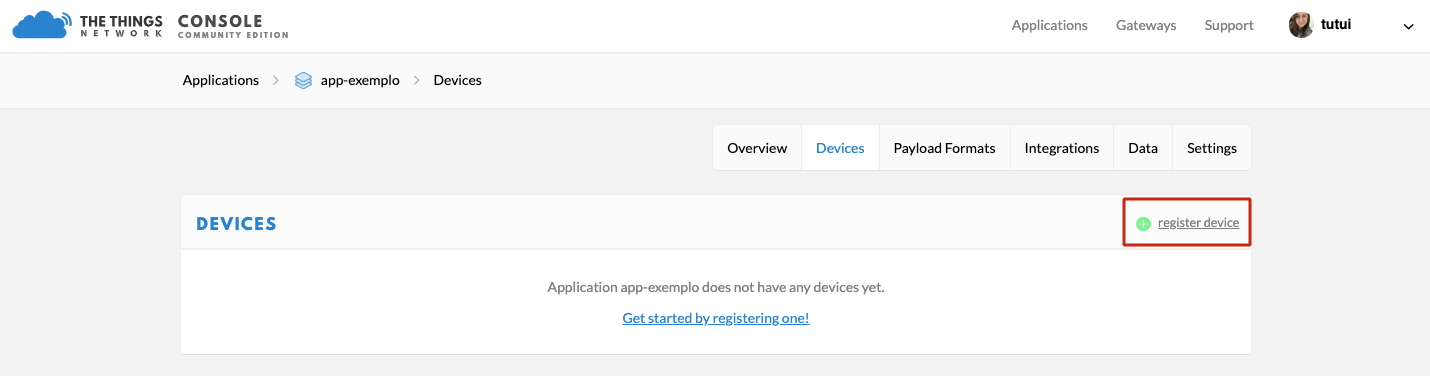 THE THINGS NETWORK CONSOLE COMMUNITY EDITION
Applications Gateways Support tutui
Applications app-exemplo Devices
Overview Devices Payload Formats Integrations Data Settings
DEVICES register device
Application app-exemplo does not have any devices yet.
Get started by registering one!